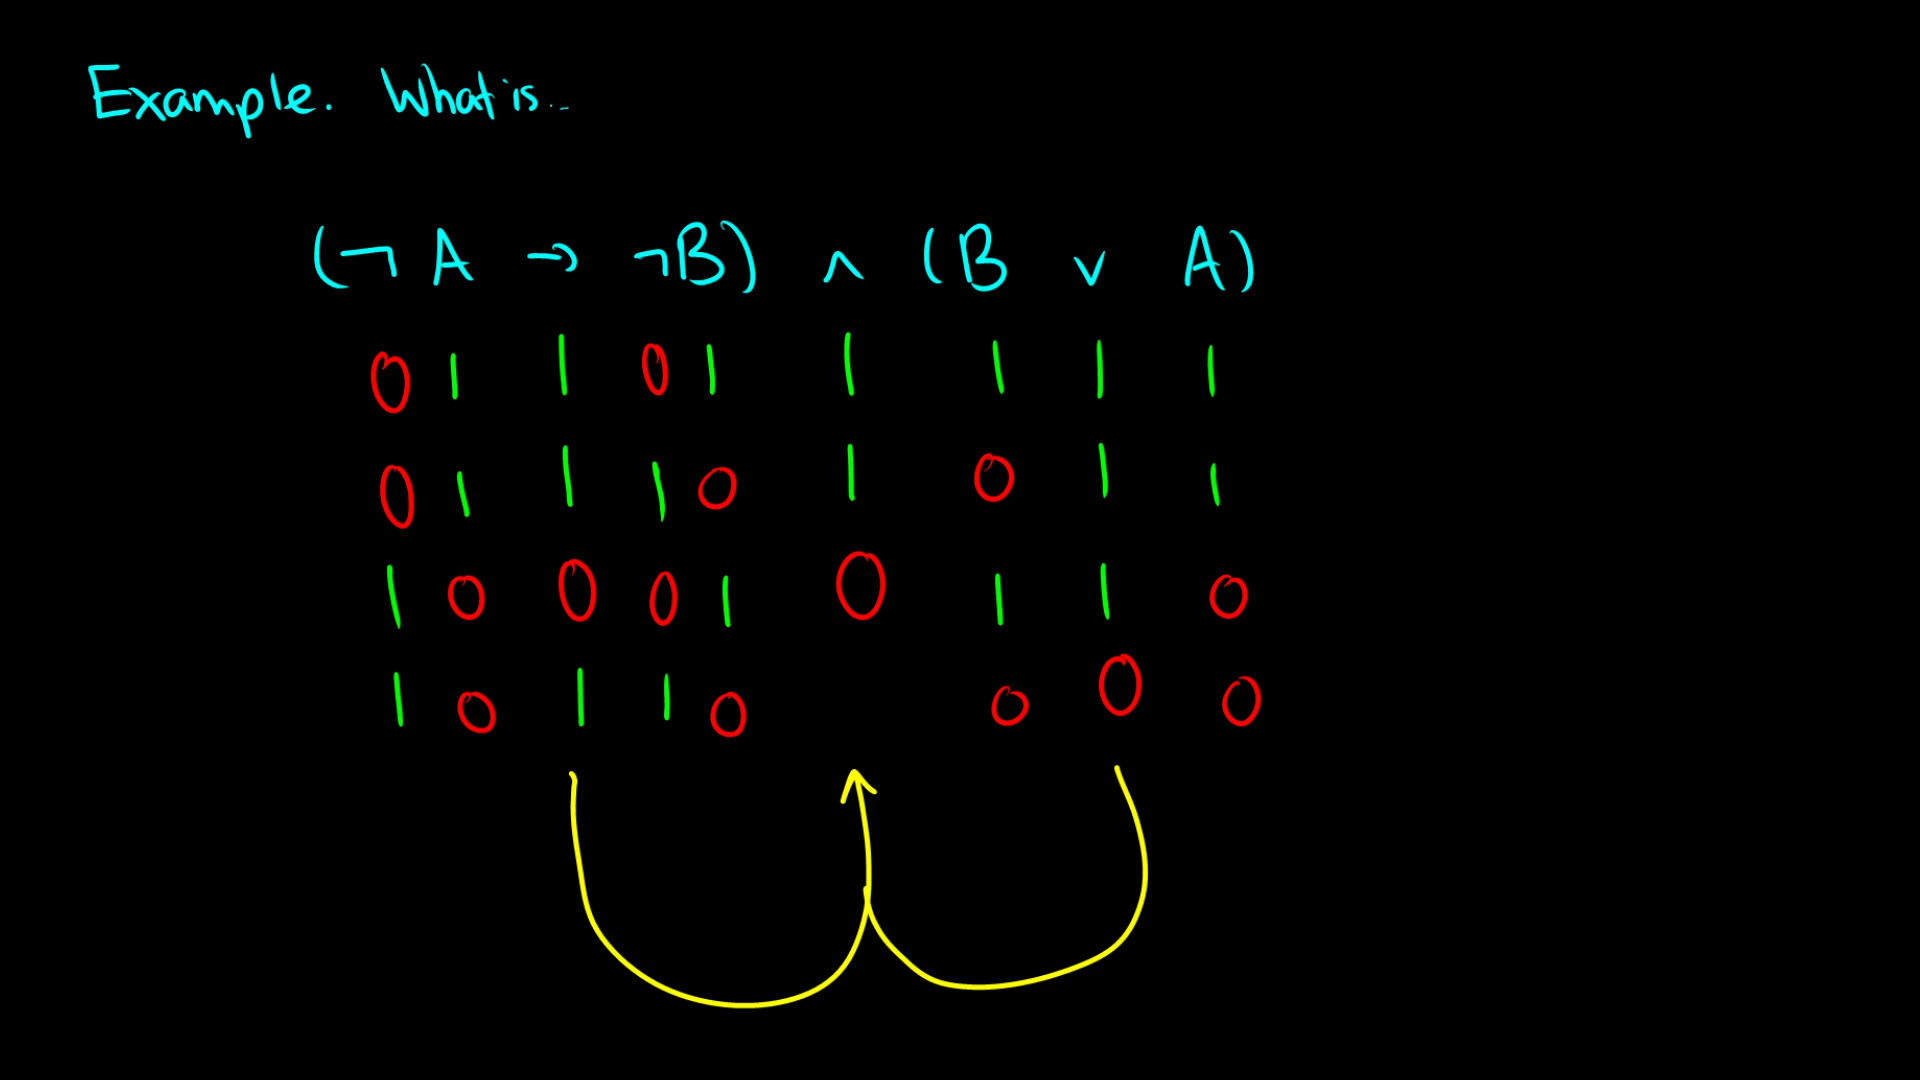 Example. What is...
(¬A → ¬B) ∧ (B ∨ A)
0 1 1 0 1 1 1 1 1
0 1 1 1 0 1 0 1 1
1 0 0 0 1 0 1 1 0
1 0 1 1 0 0 0 0